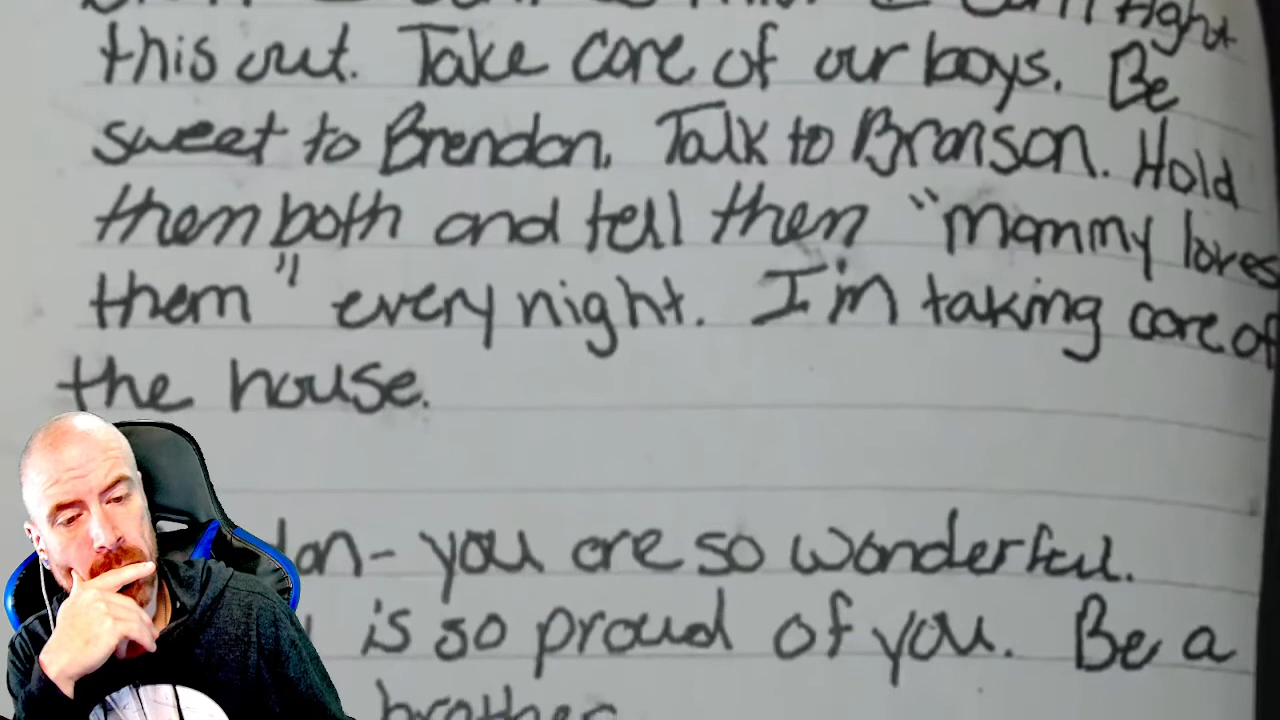 this out. Take care of our boys. Be
sweet to Brendon. Talk to Bronson. Hold
them both and tell them "mommy loves
them" every night. I'm taking care of
the house.
you are so wonderful.
is so proud of you. Be a
brother